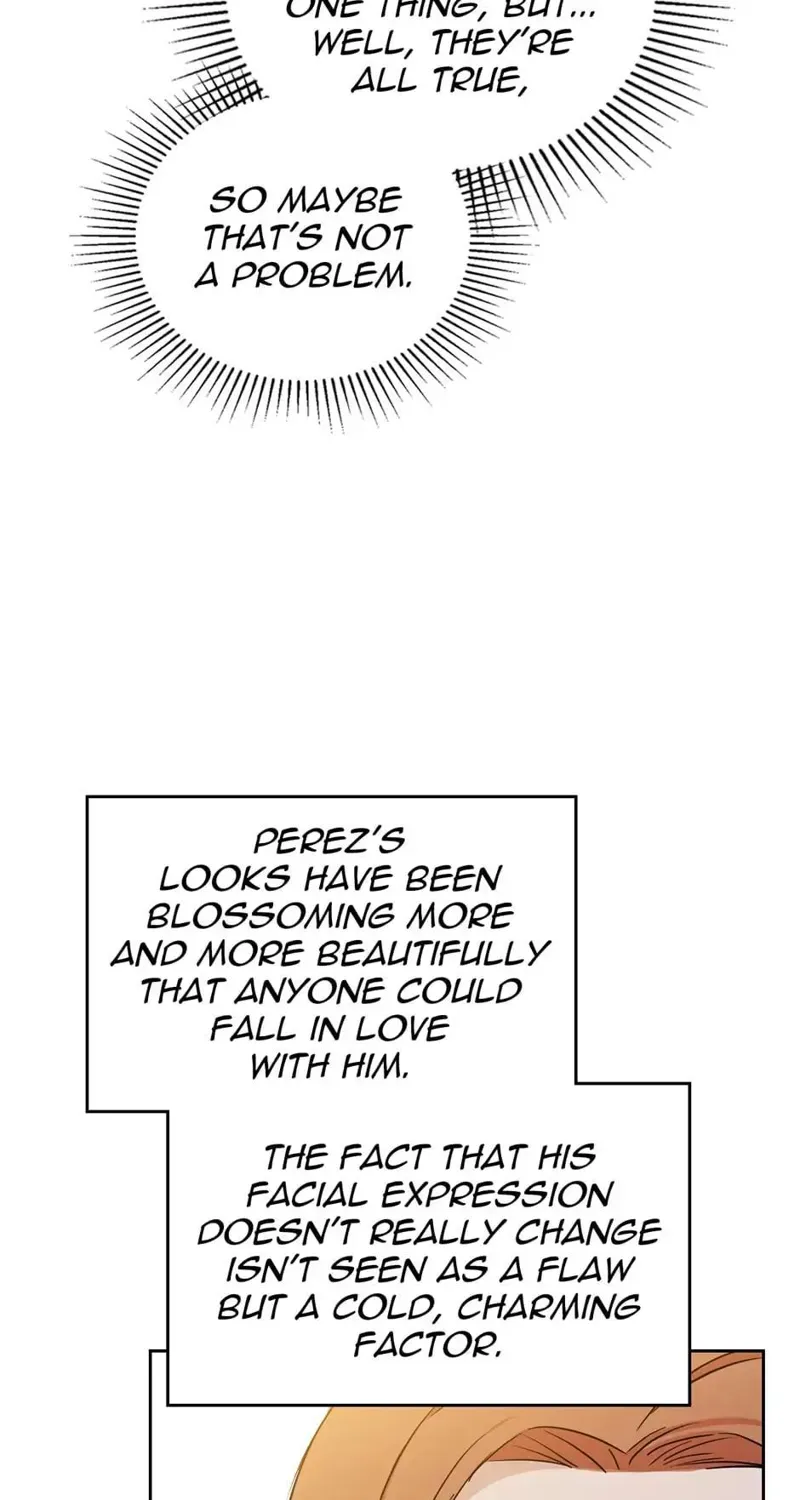 ONE THING, BUT...
WELL, THEY'RE
ALL TRUE,
SO MAYBE
THAT'S NOT
A PROBLEM.
PEREZ'S
LOOKS HAVE BEEN
BLOSSOMING MORE
AND MORE BEAUTIFULLY
THAT ANYONE COULD
FALL IN LOVE
WITH HIM.
THE FACT THAT HIS
FACIAL EXPRESSION
DOESN'T REALLY CHANGE
ISN'T SEEN AS A FLAW
BUT A COLD, CHARMING
FACTOR.